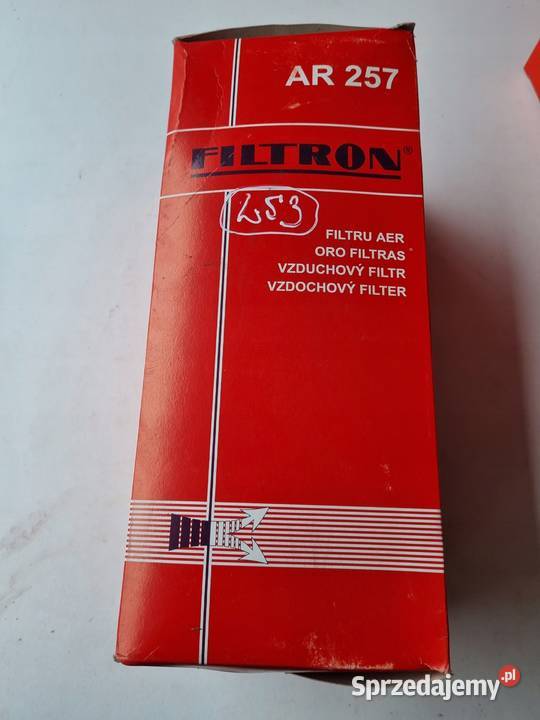 AR 257
FILTRON®
253
FILTRU AER
ORO FILTRAS
VZDUCHOVÝ FILTR
VZDOCHOVÝ FILTER
Sprzedajemy.pl